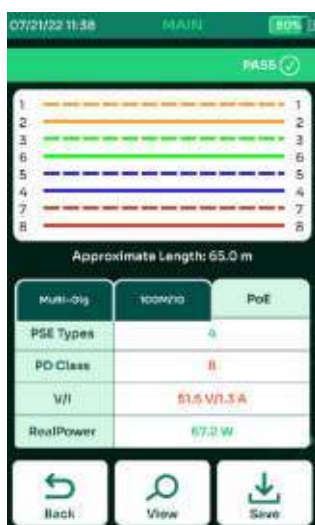 07/21/22 11:38 MAIN 80%
PASS
1 1
2 2
3 3
6 6
5 5
4 4
7 7
8 8
Approximate Length: 65.0 m
Multi-Gig 100M/1G PoE
PSE Types 4
PD Class 8
V/I 51.6 V/1.3 A
RealPower 67.2 W
Back View Save